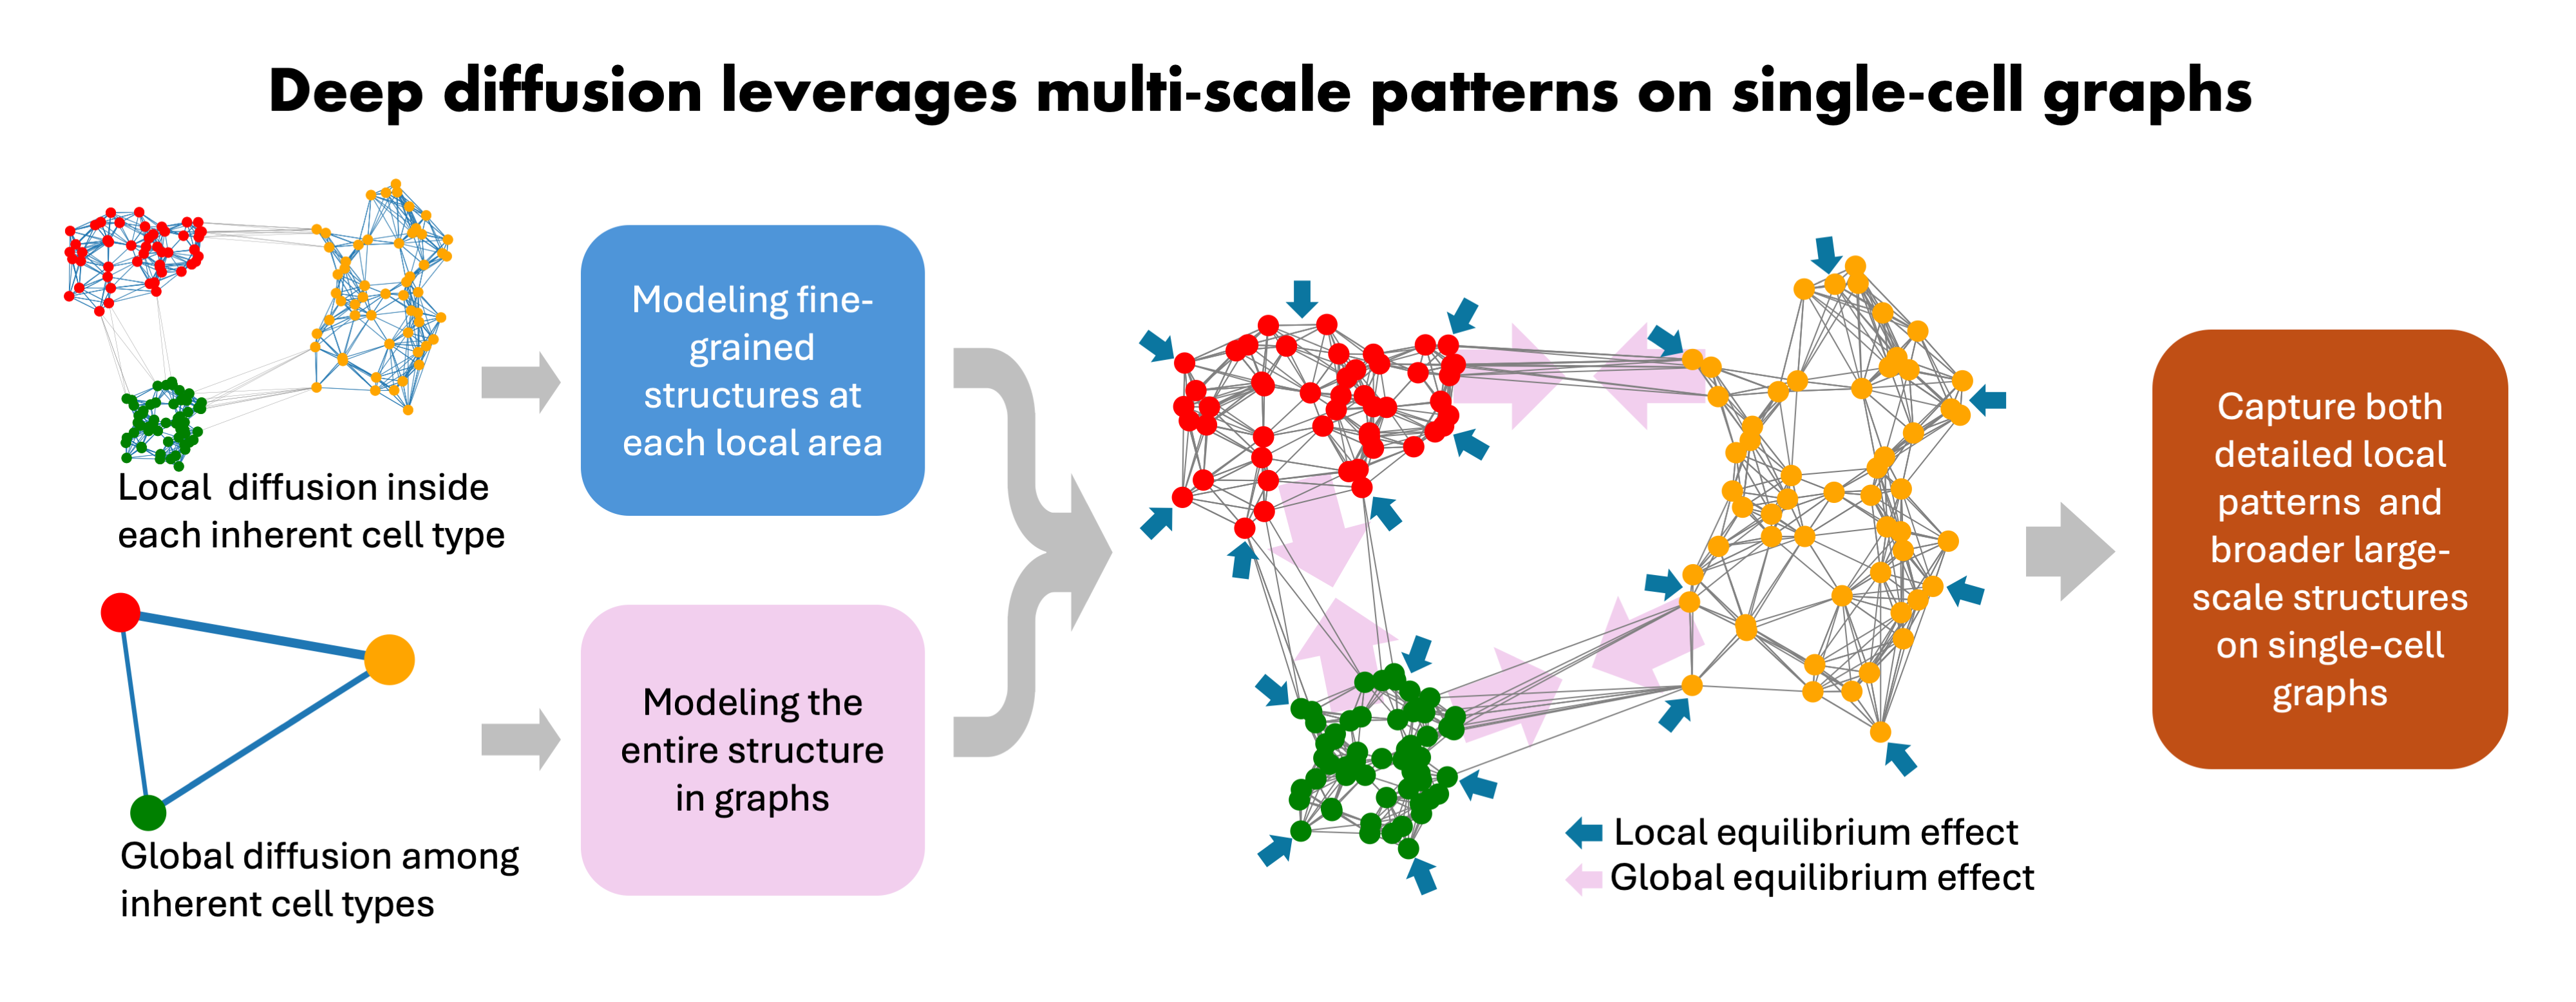 Deep diffusion leverages multi-scale patterns on single-cell graphs
Local  diffusion inside
each inherent cell type
Modeling fine-
grained
structures at
each local area
Global diffusion among
inherent cell types
Modeling the
entire structure
in graphs
Local equilibrium effect
Global equilibrium effect
Capture both
detailed local
patterns  and
broader large-
scale structures
on single-cell
graphs